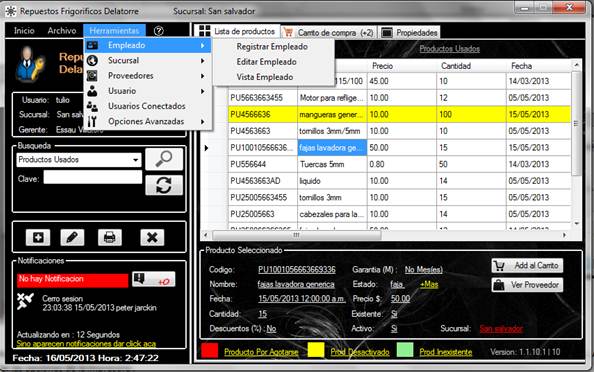 Repuestos Frigorificos Delatorre Sucursal: San salvador
Inicio Archivo Herramientas
Lista de productos Carrito de compra (+2) Propiedades
Empleado
Sucursal
Proveedores
Usuario
Usuarios Conectados
Opciones Avanzadas
Registrar Empleado
Editar Empleado
Vista Empleado
Productos Usados
Usuario: tulio
Sucursal: San
Gerente: Essau
Precio Cantidad Fecha
115/100 45.00 10 14/03/2013
PU5663663455 Motor para reflige... 10.00 12 05/05/2013
PU4566636 mangueras gener... 10.00 100 15/05/2013
PU4563663 tornillos 3mm/5mm 10.00 10 05/05/2013
PU10010566636... fajas lavadora ge... 50.00 15 15/05/2013
PU556644 Tuercas 5mm 0.80 50 14/03/2013
PU4563663AD liquido 10.00 14 05/05/2013
PU25005663455 tornillos 3mm 10.00 15 05/05/2013
PU25005663 cabezales para la... 10.00 14 05/05/2013
Busqueda
Productos Usados
Clave:
Notificaciones
No hay Notificacion +0
Cerro sesion
23:03:38 15/05/2013 peter jarckin
Actualizando en : 12 Segundos
Sino aparecen notificaciones dar click aca
Fecha: 16/05/2013 Hora: 2:47:22
Producto Seleccionado
Codigo: PU1001056663669336 Garantia (M) : No Mes(es)
Nombre: fajas lavadora generica Estado: faja +Mas
Fecha: 15/05/2013 12:00:00 a.m. Precio $: 50.00
Cantidad: 15 Existente: Si
Descuentos (%) : No Activo: Si Sucursal: San salvador
Add al Carrito
Ver Proveedor
Producto Por Agotarse Prod Desactivado Prod Inexistente Version: 1.1.10.1 | 10